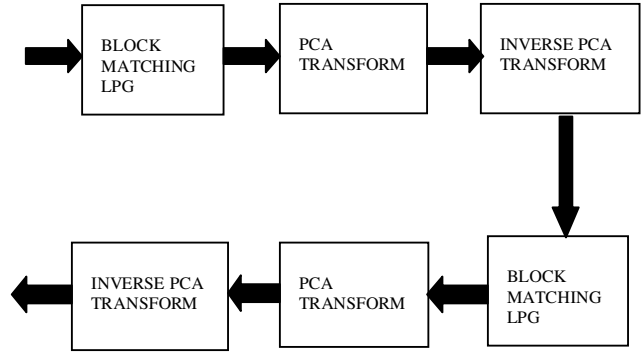 BLOCK
MATCHING
LPG
PCA
TRANSFORM
INVERSE PCA
TRANSFORM
INVERSE PCA
TRANSFORM
PCA
TRANSFORM
BLOCK
MATCHING
LPG